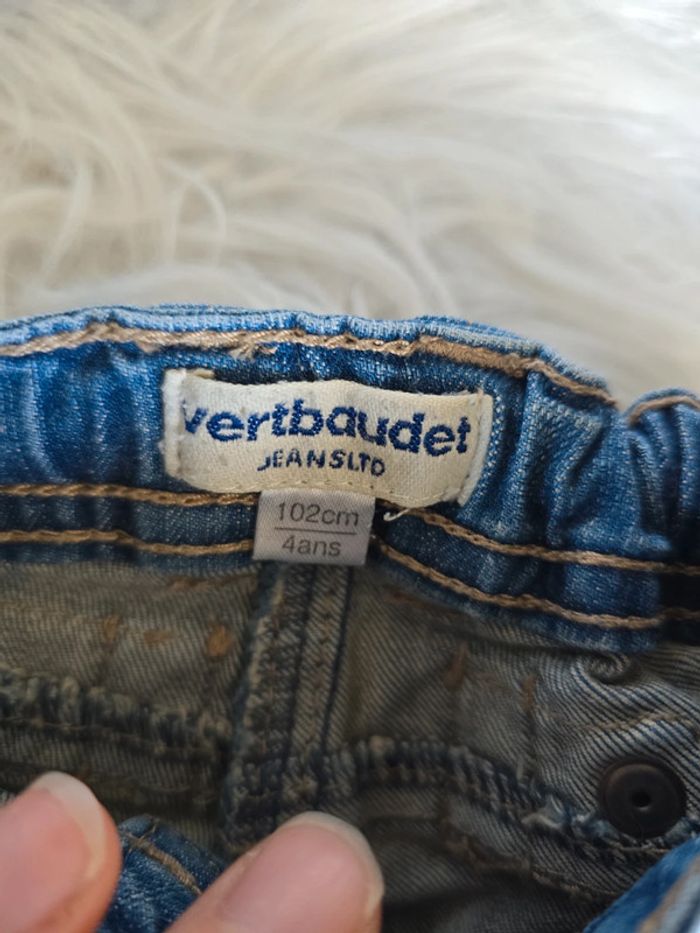 vertbaudet
JEANSLTD
102cm
4ans